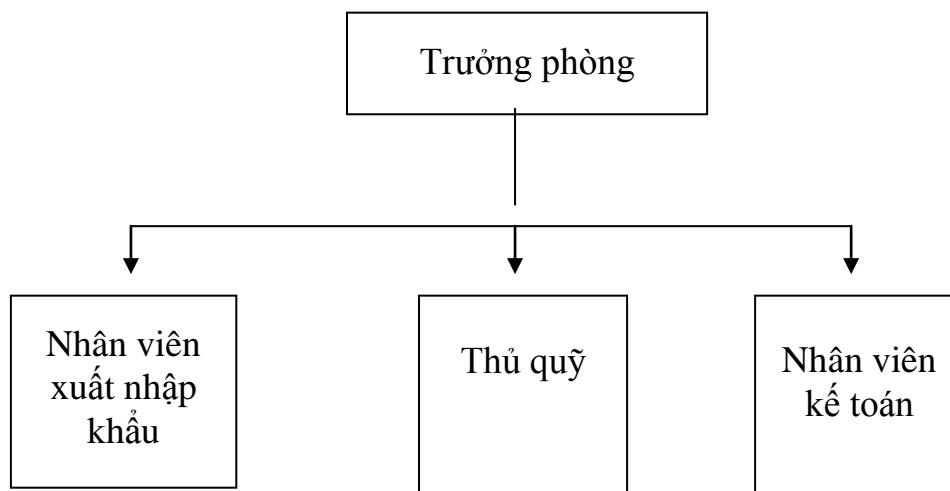 Trưởng phòng
Nhân viên
xuất nhập
khẩu
Thủ quỹ
Nhân viên
kế toán